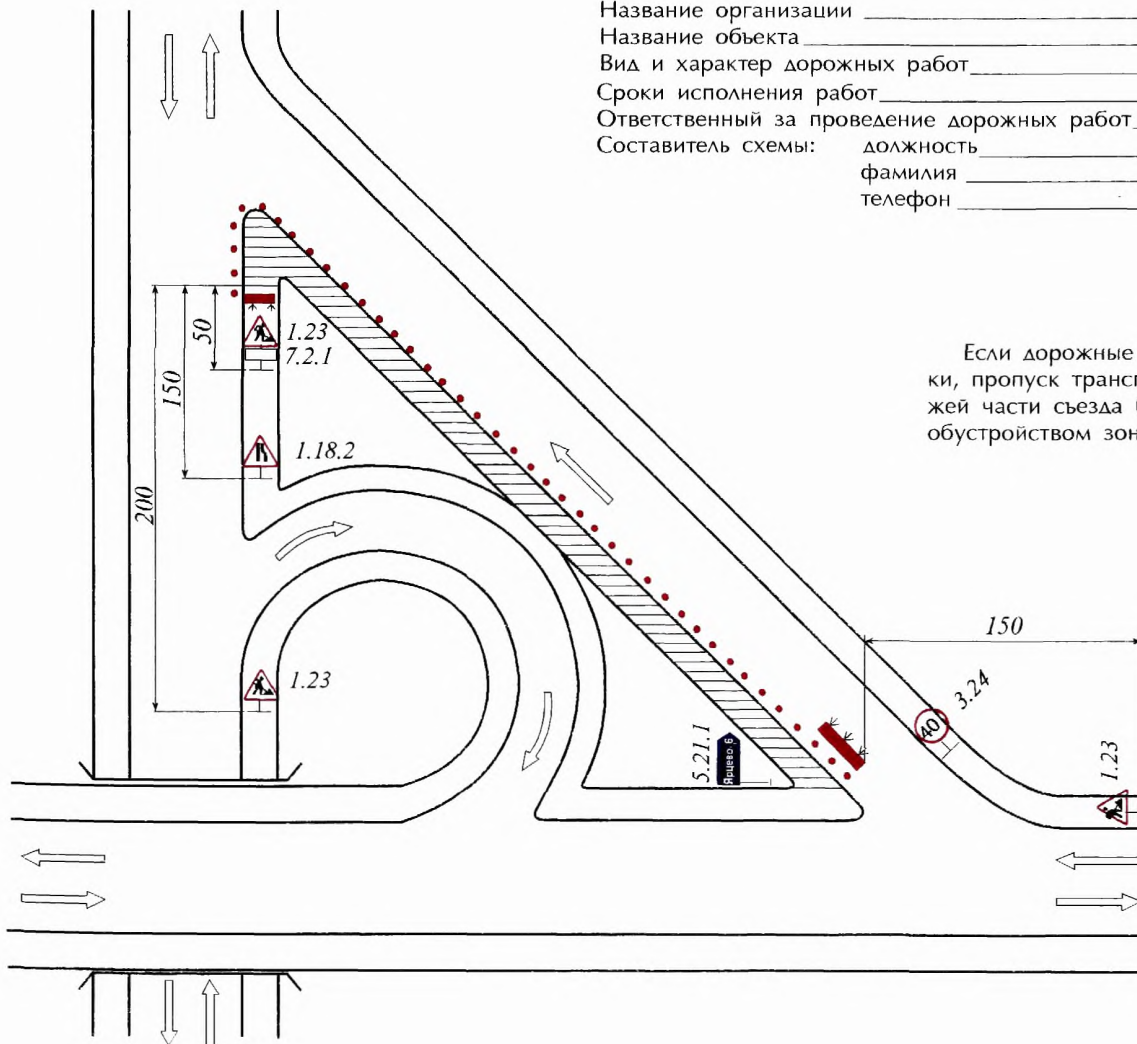 Название организации
Название объекта
Вид и характер дорожных работ
Сроки исполнения работ
Ответственный за проведение дорожных работ
Составитель схемы: должность
фамилия
телефон
Если дорожные
ки, пропуск трансп
жей части съезда
обустройством зон
1.23
7.2.1
50
150
1.18.2
200
1.23
150
3.24
40
1.23
5.21.1
Ярцево 6